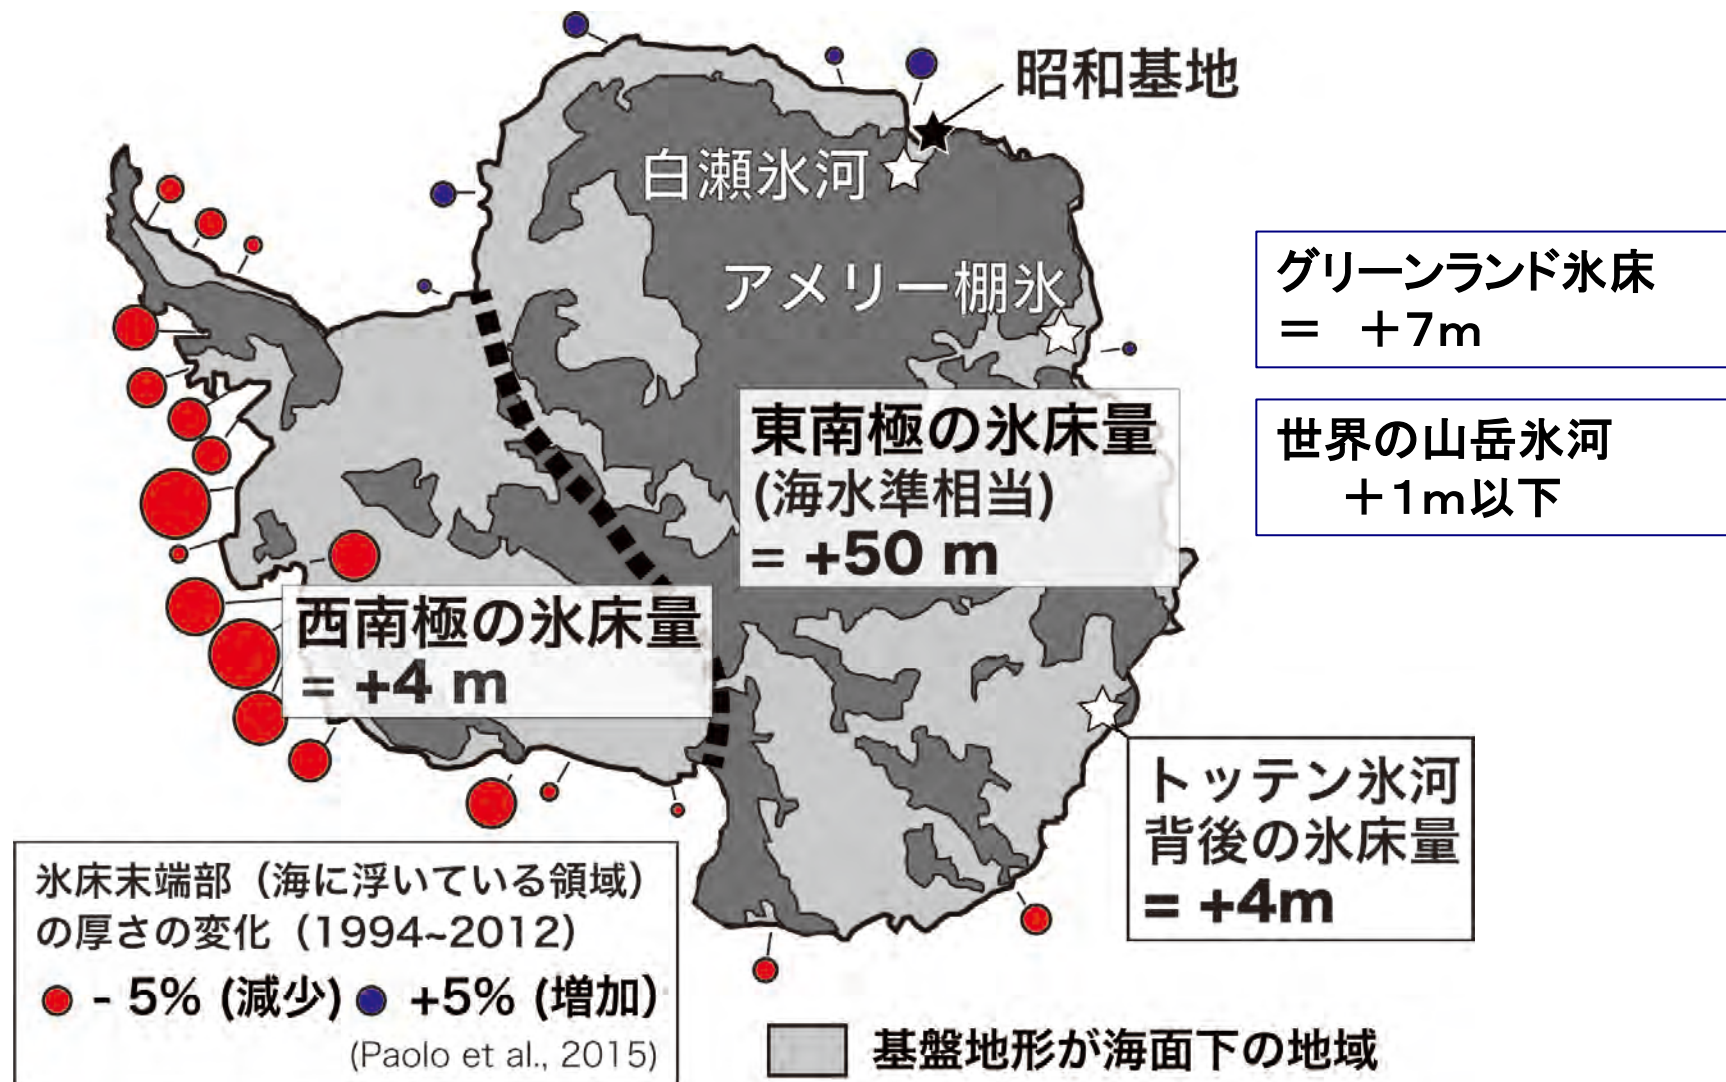 昭和基地
白瀬氷河
アメリー棚氷
グリーンランド氷床
= +7m
世界の山岳氷河
+1m以下
東南極の氷床量
(海水準相当)
= +50 m
西南極の氷床量
= +4 m
トッテン氷河
背後の氷床量
= +4m
氷床末端部（海に浮いている領域）
の厚さの変化（1994~2012）
- 5% (減少) +5% (増加）
(Paolo et al., 2015)
基盤地形が海面下の地域